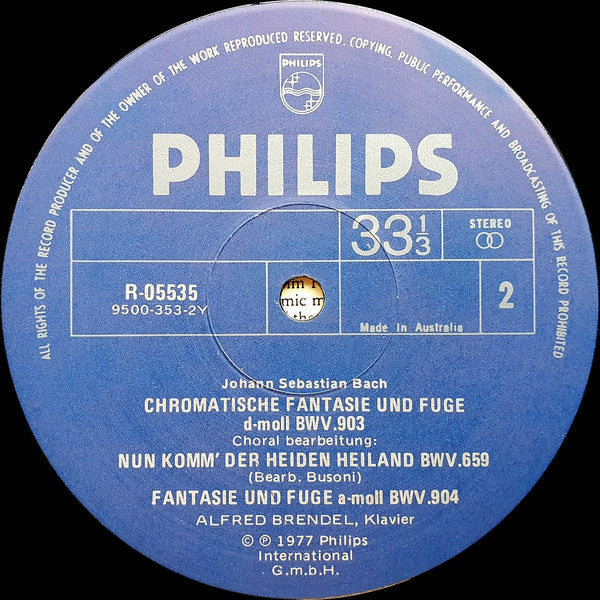 ALL RIGHTS OF THE RECORD PRODUCER AND OF THE OWNER OF THE WORK REPRODUCED RESERVED. COPYING, PUBLIC PERFORMANCE AND BROADCASTING OF THIS RECORD PROHIBITED
PHILIPS
PHILIPS
33 1/3
STEREO
R-05535
9500-353-2Y
mic m
2
Made In Australia
Johann Sebastian Bach
CHROMATISCHE FANTASIE UND FUGE
d-moll BWV.903
Choral bearbeitung:
NUN KOMM' DER HEIDEN HEILAND BWV.659
(Bearb. Busoni)
FANTASIE UND FUGE a-moll BWV.904
ALFRED BRENDEL, Klavier
© ℗ 1977 Philips
International
G.m.b.H.